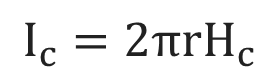 I_c = 2πrH_c